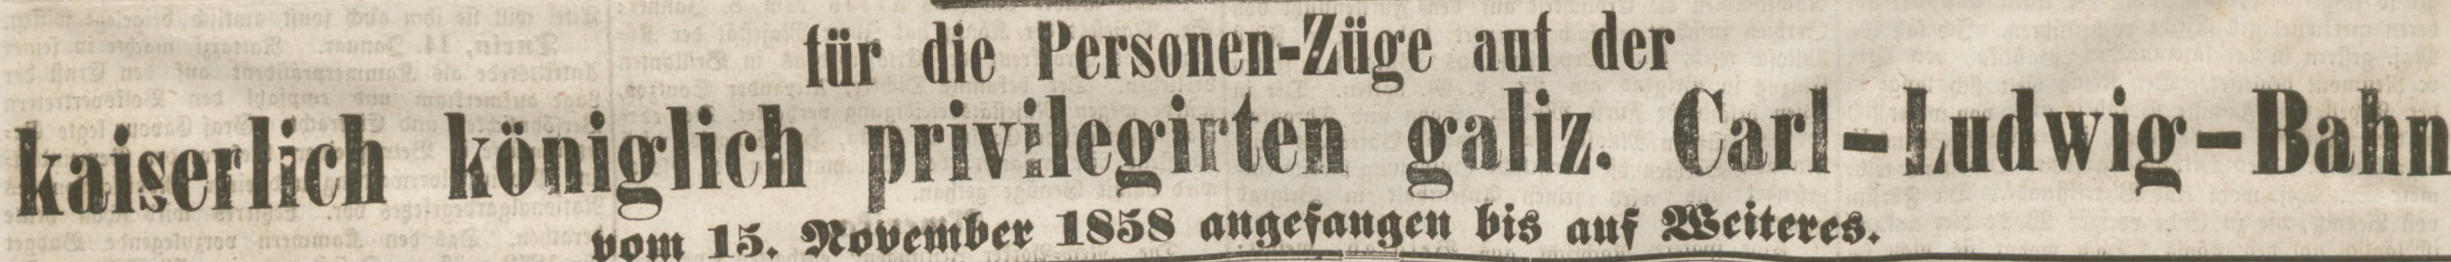 für die Personen-Züge auf der
kaiserlich königlich privilegirten galiz. Carl-Ludwig-Bahn
vom 15. November 1858 angefangen bis auf Weiteres.